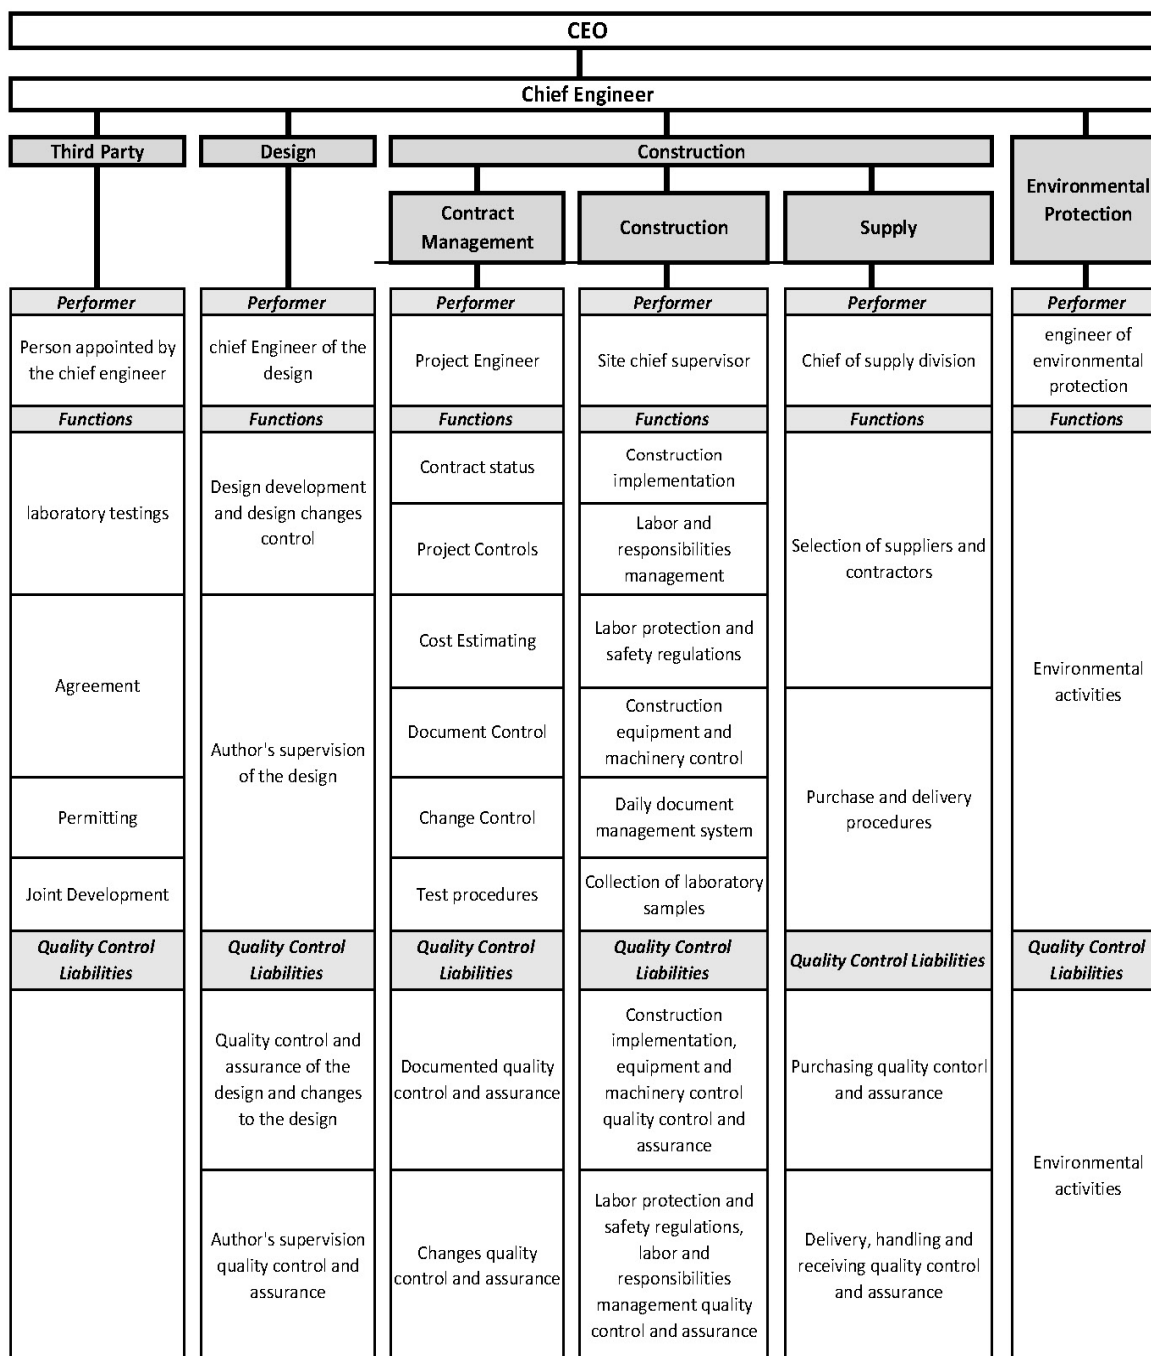 CEO
Chief Engineer
Third Party
Design
Construction
Environmental
Protection
Contract
Management
Construction
Supply
Performer
Performer
Performer
Performer
Performer
Performer
Person appointed by
the chief engineer
chief Engineer of the
design
Project Engineer
Site chief supervisor
Chief of supply division
engineer of
environmental
protection
Functions
Functions
Functions
Functions
Functions
Functions
laboratory testings
Agreement
Permitting
Joint Development
Design development
and design changes
control
Author's supervision
of the design
Contract status
Project Controls
Cost Estimating
Document Control
Change Control
Test procedures
Construction
implementation
Labor and
responsibilities
management
Labor protection and
safety regulations
Construction
equipment and
machinery control
Daily document
management system
Collection of laboratory
samples
Selection of suppliers and
contractors
Purchase and delivery
procedures
Environmental
activities
Quality Control
Liabilities
Quality Control
Liabilities
Quality Control
Liabilities
Quality Control
Liabilities
Quality Control Liabilities
Quality Control
Liabilities
Quality control and
assurance of the
design and changes
to the design
Author's supervision
quality control and
assurance
Documented quality
control and assurance
Changes quality
control and assurance
Construction
implementation,
equipment and
machinery control
quality control and
assurance
Labor protection and
safety regulations,
labor and
responsibilities
management quality
control and assurance
Purchasing quality contorl
and assurance
Delivery, handling and
receiving quality control
and assurance
Environmental
activities